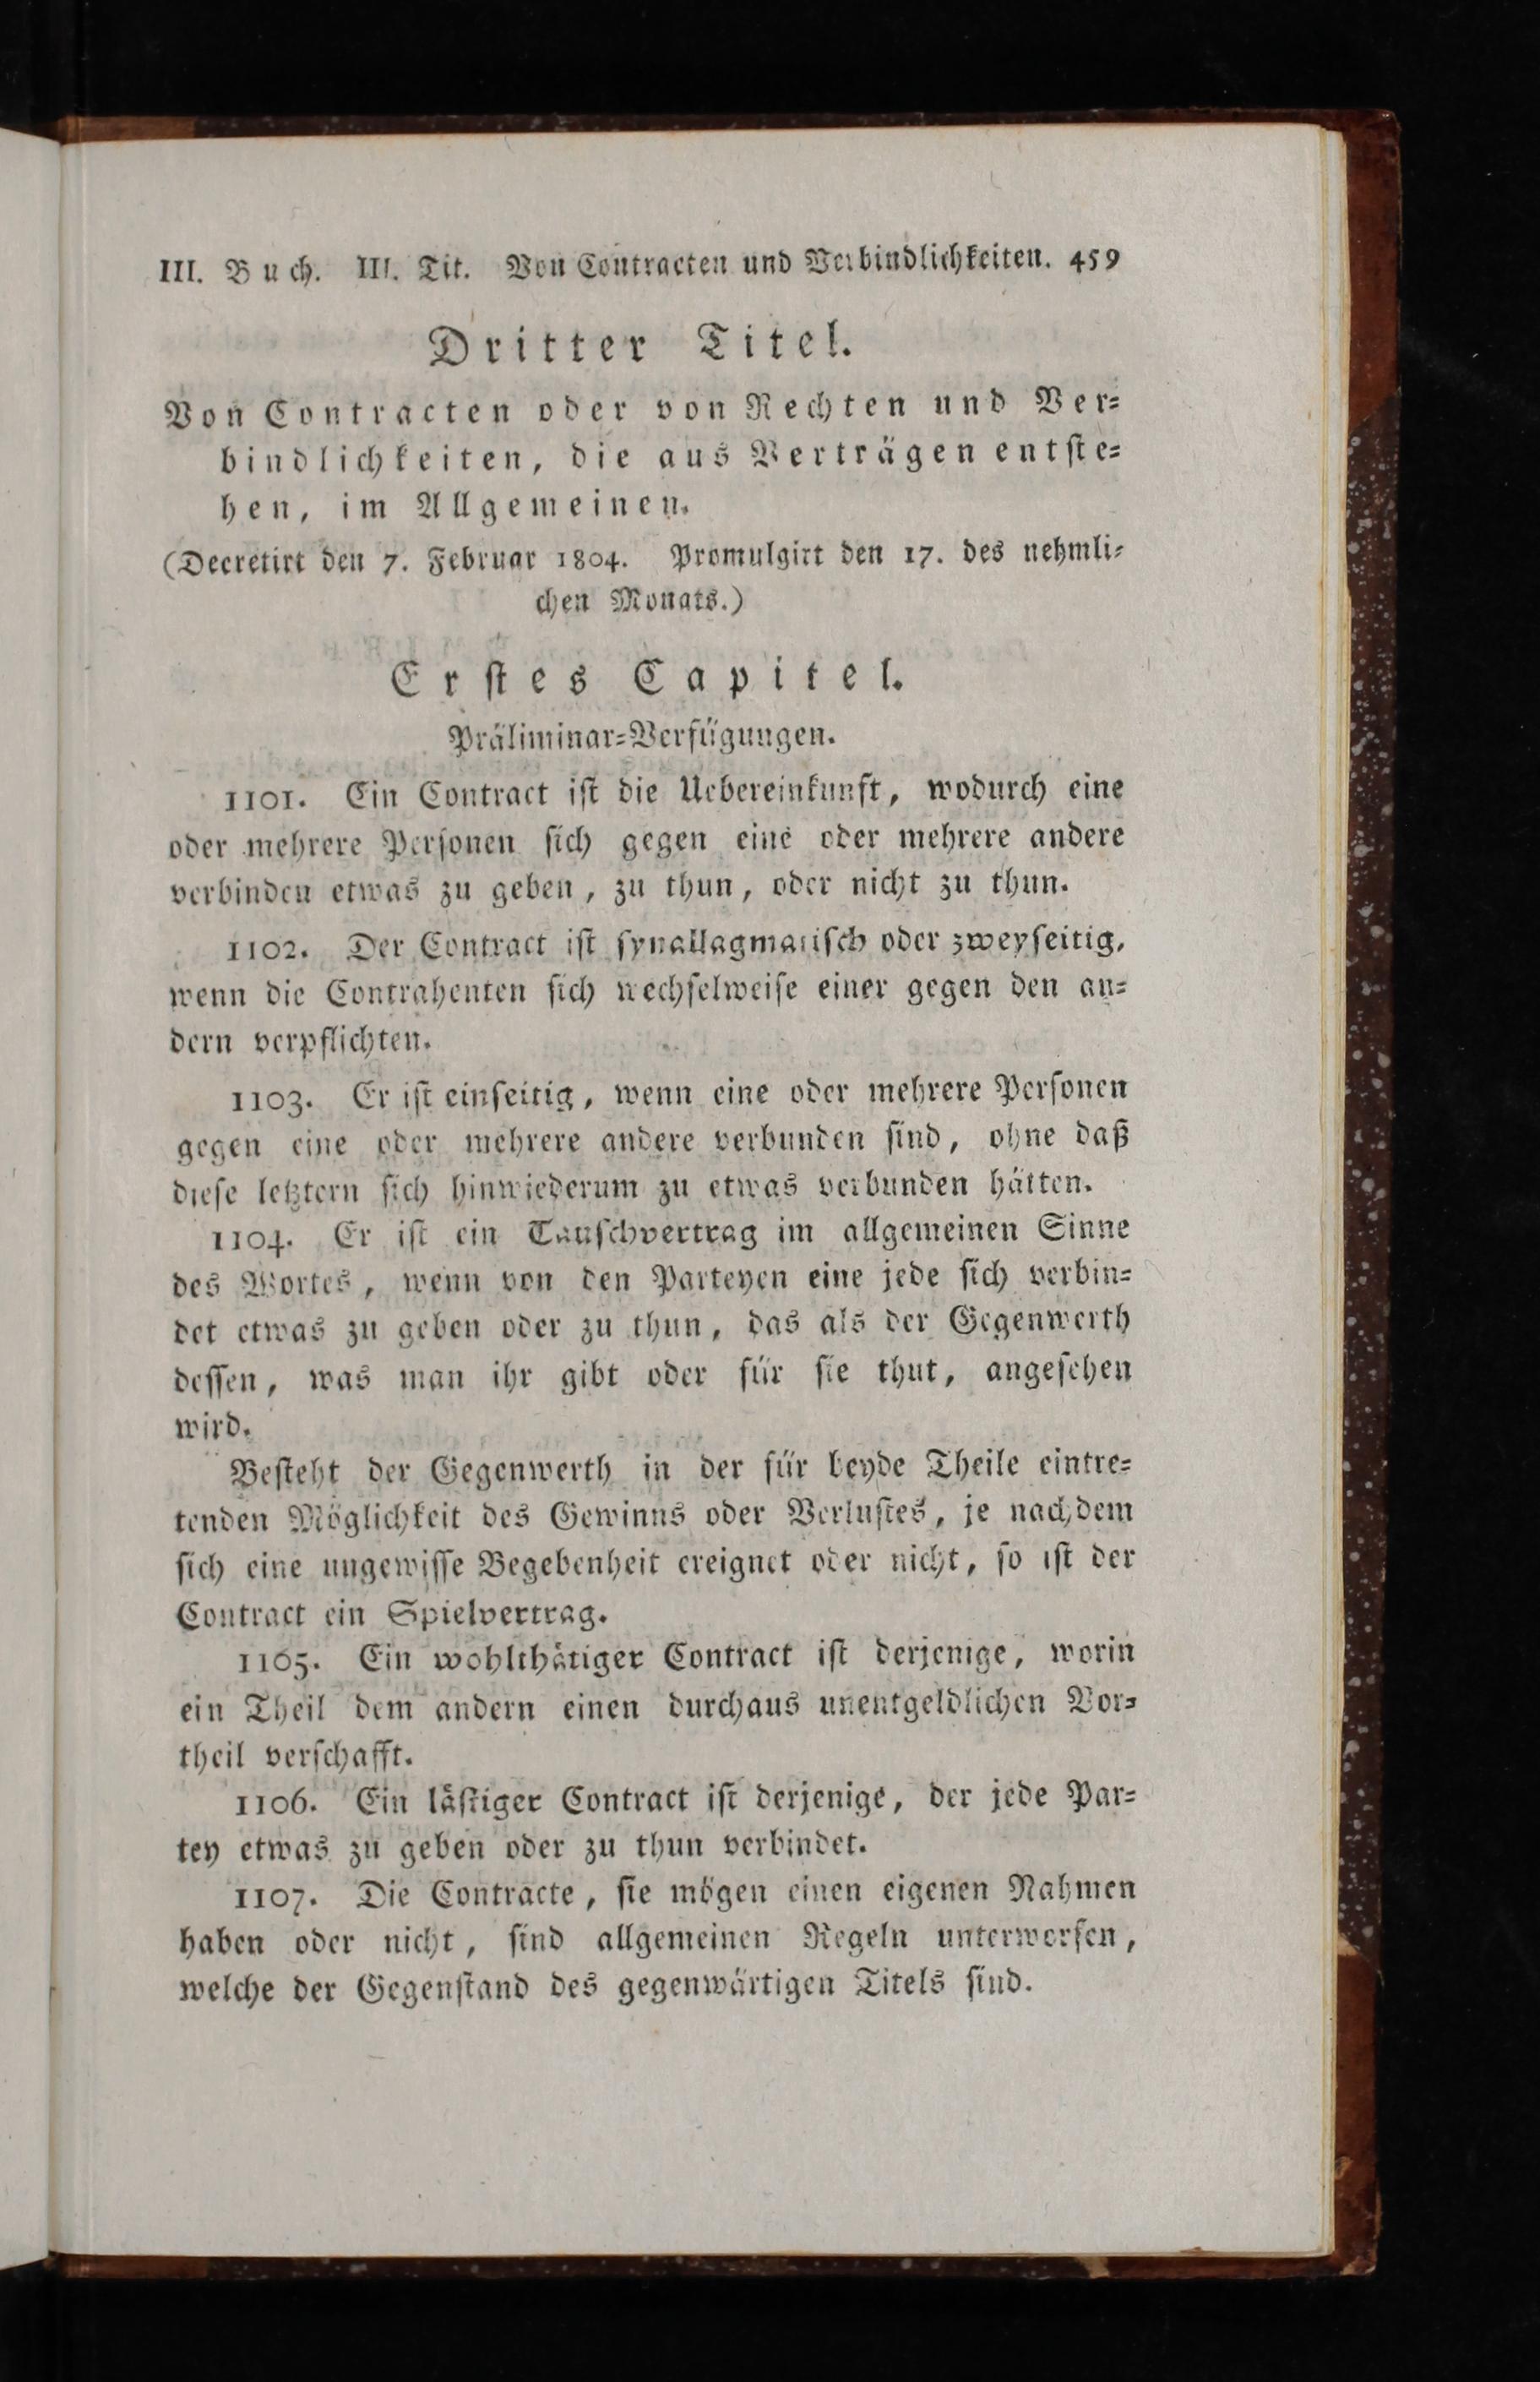 III. Buch. III. Tit. Von Contracten und Verbindlichkeiten. 459
Dritter Titel.
Von Contracten oder von Rechten und Ver⸗
bindlichkeiten, die aus Verträgen entſte⸗
hen, im Allgemeinen.
(Decretirt den 7. Februar 1804. Promulgirt den 17. des nehmli⸗
chen Monats.)
Erſtes Capitel.
Präliminar⸗Verfügungen.
1101. Ein Contract iſt die Uebereinkunft, wodurch eine
oder mehrere Perſonen ſich gegen eine oder mehrere andere
verbinden etwas zu geben, zu thun, oder nicht zu thun.
1102. Der Contract iſt ſynallagmatiſch oder zweyſeitig,
wenn die Contrahenten ſich wechſelweiſe einer gegen den an⸗
dern verpflichten.
1103. Er iſt einſeitig, wenn eine oder mehrere Perſonen
gegen eine oder mehrere andere verbunden ſind, ohne daß
dieſe letztern ſich hinwiederum zu etwas verbunden hätten.
1104. Er iſt ein Tauſchvertrag im allgemeinen Sinne
des Wortes, wenn von den Parteyen eine jede ſich verbin⸗
det etwas zu geben oder zu thun, das als der Gegenwerth
deſſen, was man ihr gibt oder für ſie thut, angeſehen
wird.
Beſteht der Gegenwerth in der für beyde Theile eintre⸗
tenden Möglichkeit des Gewinns oder Verluſtes, je nachdem
ſich eine ungewiſſe Begebenheit ereignet oder nicht, ſo iſt der
Contract ein Spielvertrag.
1105. Ein wohlthätiger Contract iſt derjenige, worin
ein Theil dem andern einen durchaus unentgeldlichen Vor⸗
theil verſchafft.
1106. Ein läſtiger Contract iſt derjenige, der jede Par⸗
tey etwas zu geben oder zu thun verbindet.
1107. Die Contracte, ſie mögen einen eigenen Nahmen
haben oder nicht, ſind allgemeinen Regeln unterworfen,
welche der Gegenſtand des gegenwärtigen Titels ſind.